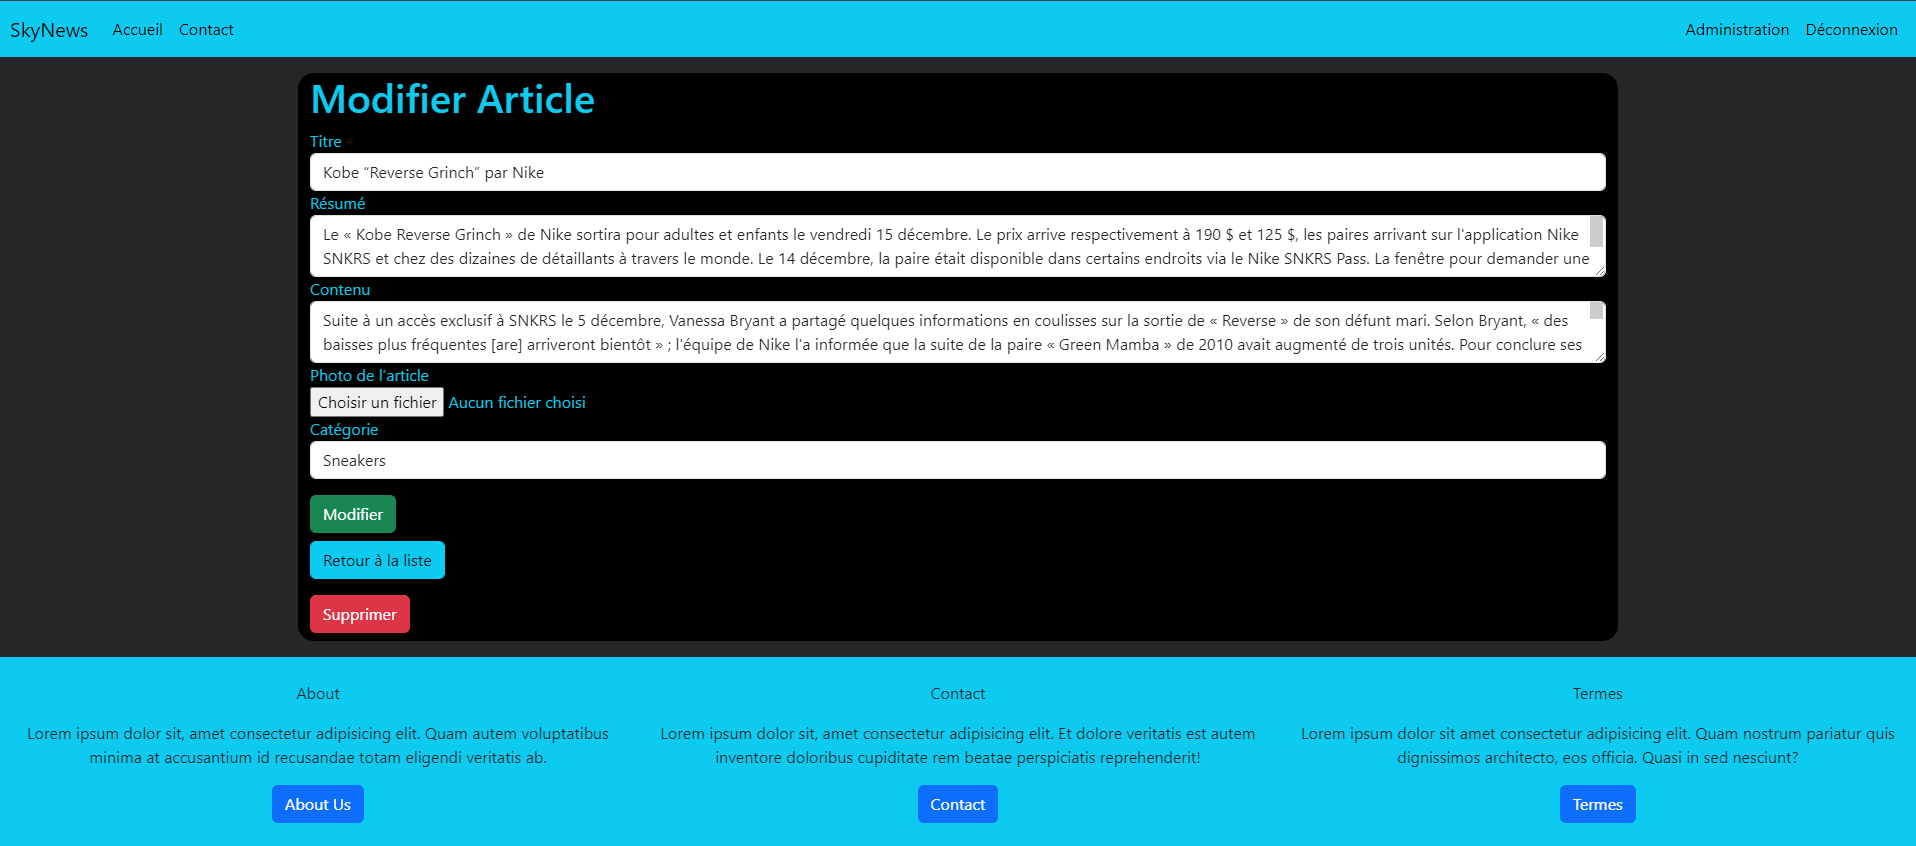 SkyNews Accueil Contact Administration Déconnexion
Modifier Article
Titre
Kobe “Reverse Grinch” par Nike
Résumé
Le « Kobe Reverse Grinch » de Nike sortira pour adultes et enfants le vendredi 15 décembre. Le prix arrive respectivement à 190 $ et 125 $, les paires arrivant sur l'application Nike
SNKRS et chez des dizaines de détaillants à travers le monde. Le 14 décembre, la paire était disponible dans certains endroits via le Nike SNKRS Pass. La fenêtre pour demander une
Contenu
Suite à un accès exclusif à SNKRS le 5 décembre, Vanessa Bryant a partagé quelques informations en coulisses sur la sortie de « Reverse » de son défunt mari. Selon Bryant, « des
baisses plus fréquentes [are] arriveront bientôt » ; l'équipe de Nike l'a informée que la suite de la paire « Green Mamba » de 2010 avait augmenté de trois unités. Pour conclure ses
Photo de l’article
Choisir un fichier Aucun fichier choisi
Catégorie
Sneakers
Modifier
Retour à la liste
Supprimer
About
Lorem ipsum dolor sit, amet consectetur adipisicing elit. Quam autem voluptatibus
minima at accusantium id recusandae totam eligendi veritatis ab.
About Us
Contact
Lorem ipsum dolor sit, amet consectetur adipisicing elit. Et dolore veritatis est autem
inventore doloribus cupiditate rem beatae perspiciatis reprehenderit!
Contact
Termes
Lorem ipsum dolor sit amet consectetur adipisicing elit. Quam nostrum pariatur quis
dignissimos architecto, eos officia. Quasi in sed nesciunt?
Termes